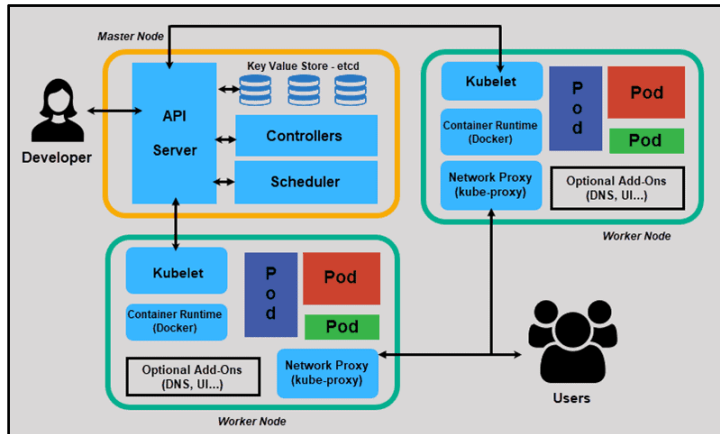 Master Node
Key Value Store - etcd
API
Server
Controllers
Scheduler
Developer
Kubelet
Container Runtime
(Docker)
Network Proxy
(kube-proxy)
P
o
d
Pod
Pod
Optional Add-Ons
(DNS, UI...)
Worker Node
Kubelet
Container Runtime
(Docker)
P
o
d
Pod
Pod
Optional Add-Ons
(DNS, UI...)
Network Proxy
(kube-proxy)
Worker Node
Users